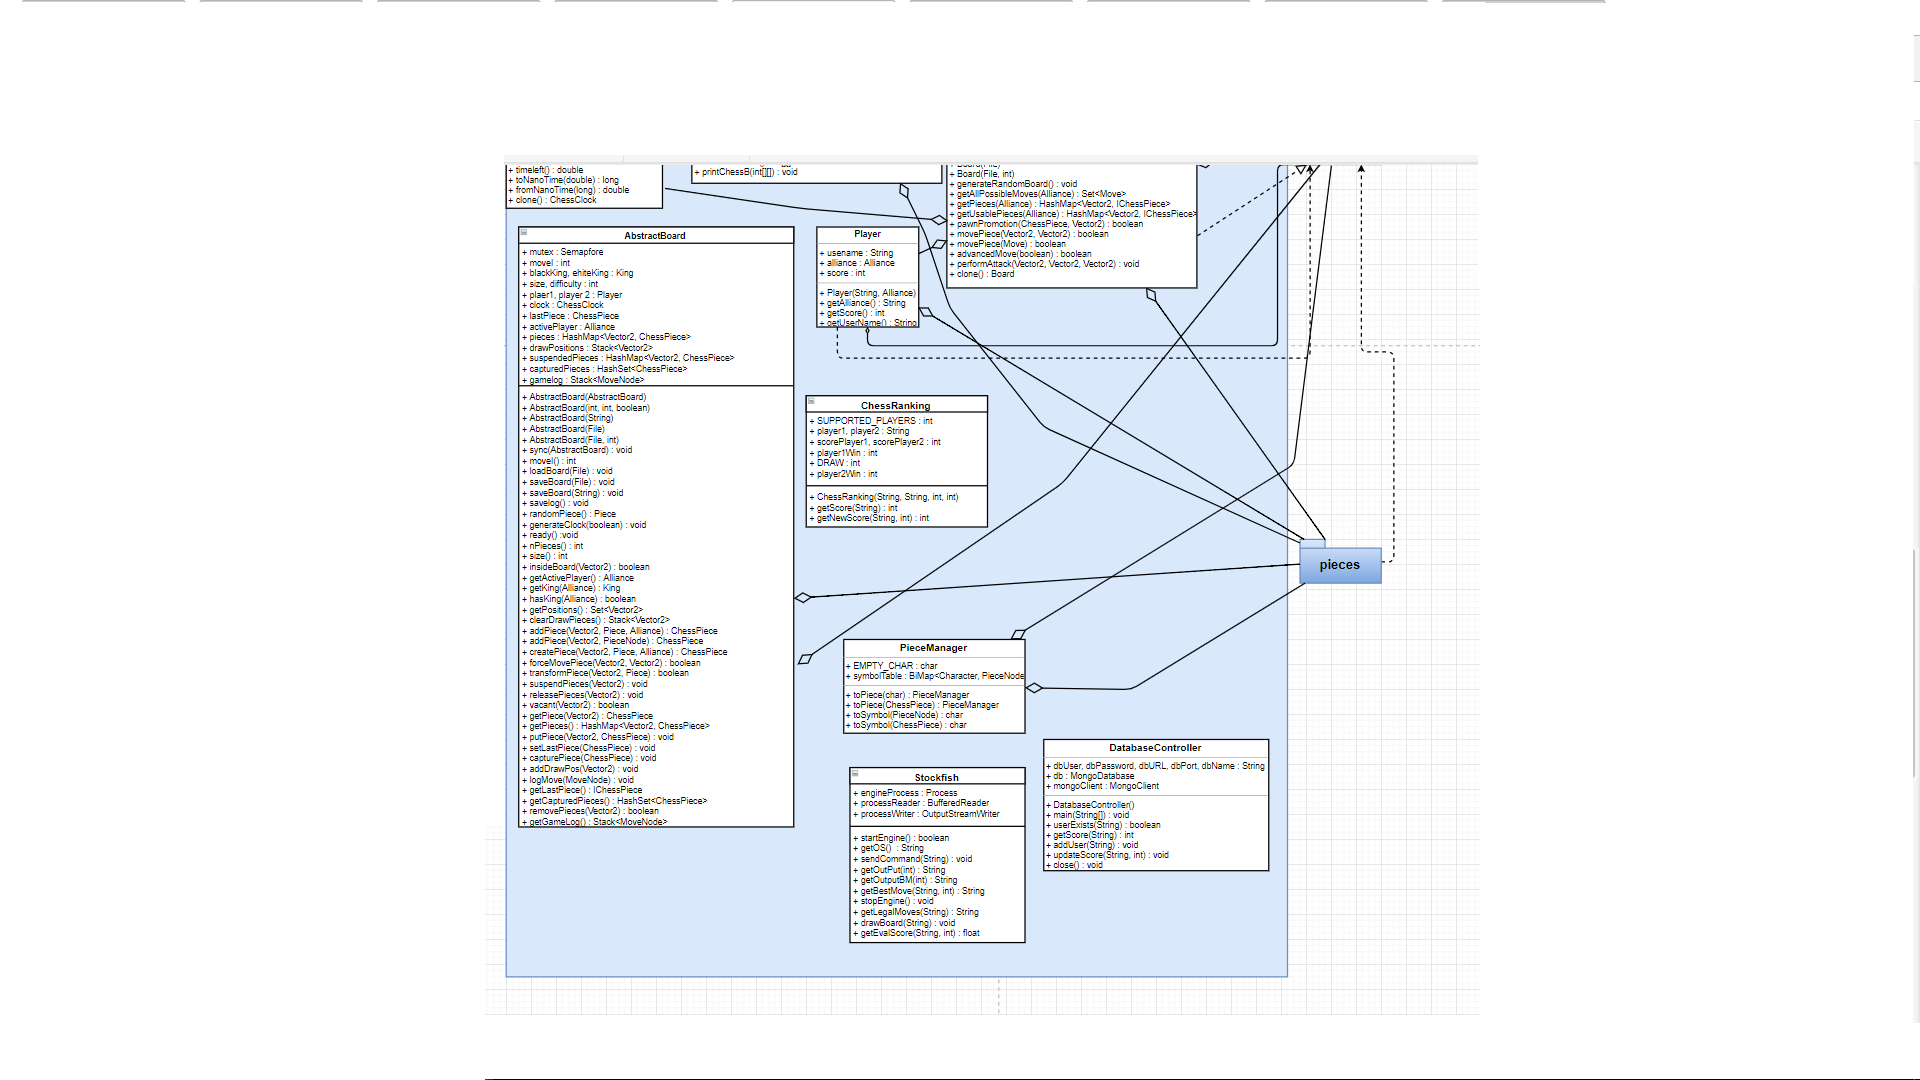 + timeleft() : double
+ toNanoTime(double) : long
+ fromNanoTime(long) : double
+ clone() : ChessClock
+ printChessB(int[][]) : void
+ Board(File)
+ Board(File, int)
+ generateRandomBoard() : void
+ getAllPossibleMoves(Alliance) : Set<Move>
+ getPieces(Alliance) : HashMap<Vector2, IChessPiece>
+ getUsablePieces(Alliance) : HashMap<Vector2, IChessPiece>
+ pawnPromotion(ChessPiece, Vector2) : boolean
+ movePiece(Vector2, Vector2) : boolean
+ movePiece(Move) : boolean
+ advancedMove(boolean) : boolean
+ performAttack(Vector2, Vector2, Vector2) : void
+ clone() : Board
AbstractBoard
+ mutex : Semapfore
+ moveI : int
+ blackKing, ehiteKing : King
+ size, difficulty : int
+ plaer1, player 2 : Player
+ clock : ChessClock
+ lastPiece : ChessPiece
+ activePlayer : Alliance
+ pieces : HashMap<Vector2, ChessPiece>
+ drawPositions : Stack<Vector2>
+ suspendedPieces : HashMap<Vector2, ChessPiece>
+ capturedPieces : HashSet<ChessPiece>
+ gamelog : Stack<MoveNode>
+ AbstractBoard(AbstractBoard)
+ AbstractBoard(int, int, boolean)
+ AbstractBoard(String)
+ AbstractBoard(File)
+ AbstractBoard(File, int)
+ sync(AbstractBoard) : void
+ moveI() : int
+ loadBoard(File) : void
+ saveBoard(File) : void
+ saveBoard(String) : void
+ savelog() : void
+ randomPiece() : Piece
+ generateClock(boolean) : void
+ ready() :void
+ nPieces() : int
+ size() : int
+ insideBoard(Vector2) : boolean
+ getActivePlayer() : Alliance
+ getKing(Alliance) : King
+ hasKing(Alliance) : boolean
+ getPositions() : Set<Vector2>
+ clearDrawPieces() : Stack<Vector2>
+ addPiece(Vector2, Piece, Alliance) : ChessPiece
+ addPiece(Vector2, PieceNode) : ChessPiece
+ createPiece(Vector2, Piece, Alliance) : ChessPiece
+ forceMovePiece(Vector2, Vector2) : boolean
+ transformPiece(Vector2, Piece) : boolean
+ suspendPieces(Vector2) : void
+ releasePieces(Vector2) : void
+ vacant(Vector2) : boolean
+ getPiece(Vector2) : ChessPiece
+ getPieces() : HashMap<Vector2, ChessPiece>
+ putPiece(Vector2, ChessPiece) : void
+ setLastPiece(ChessPiece) : void
+ capturePiece(ChessPiece) : void
+ addDrawPos(Vector2) : void
+ logMove(MoveNode) : void
+ getLastPiece() : IChessPiece
+ getCapturedPieces() : HashSet<ChessPiece>
+ removePieces(Vector2) : boolean
+ getGameLog() : Stack<MoveNode>
Player
+ usename : String
+ alliance : Alliance
+ score : int
+ Player(String, Alliance)
+ getAlliance() : String
+ getScore() : int
+ getUserName() : String
ChessRanking
+ SUPPORTED_PLAYERS : int
+ player1, player2 : String
+ scorePlayer1, scorePlayer2 : int
+ player1Win : int
+ DRAW : int
+ player2Win : int
+ ChessRanking(String, String, int, int)
+ getScore(String) : int
+ getNewScore(String, int) : int
pieces
PieceManager
+ EMPTY_CHAR : char
+ symbolTable : BiMap<Character, PieceNode
+ toPiece(char) : PieceManager
+ toPiece(ChessPiece) : PieceManager
+ toSymbol(PieceNode) : char
+ toSymbol(ChessPiece) : char
Stockfish
+ engineProcess : Process
+ processReader : BufferedReader
+ processWriter : OutputStreamWriter
+ startEngine() : boolean
+ getOS() : String
+ sendCommand(String) : void
+ getOutPut(int) : String
+ getOutputBM(int) : String
+ getBestMove(String, int) : String
+ stopEngine() : void
+ getLegalMoves(String) : String
+ drawBoard(String) : void
+ getEvalScore(String, int) : float
DatabaseController
+ dbUser, dbPassword, dbURL, dbPort, dbName : String
+ db : MongoDatabase
+ mongoClient : MongoClient
+ DatabaseController()
+ main(String[]) : void
+ userExists(String) : boolean
+ getScore(String) : int
+ addUser(String) : void
+ updateScore(String, int) : void
+ close() : void